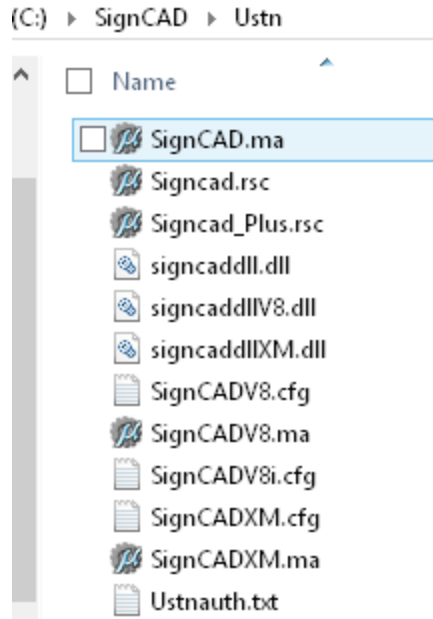 (C:) SignCAD Ustn
Name
SignCAD.ma
Signcad.rsc
Signcad_Plus.rsc
signcaddll.dll
signcaddllV8.dll
signcaddllXM.dll
SignCADV8.cfg
SignCADV8.ma
SignCADV8i.cfg
SignCADXM.cfg
SignCADXM.ma
Ustnauth.txt